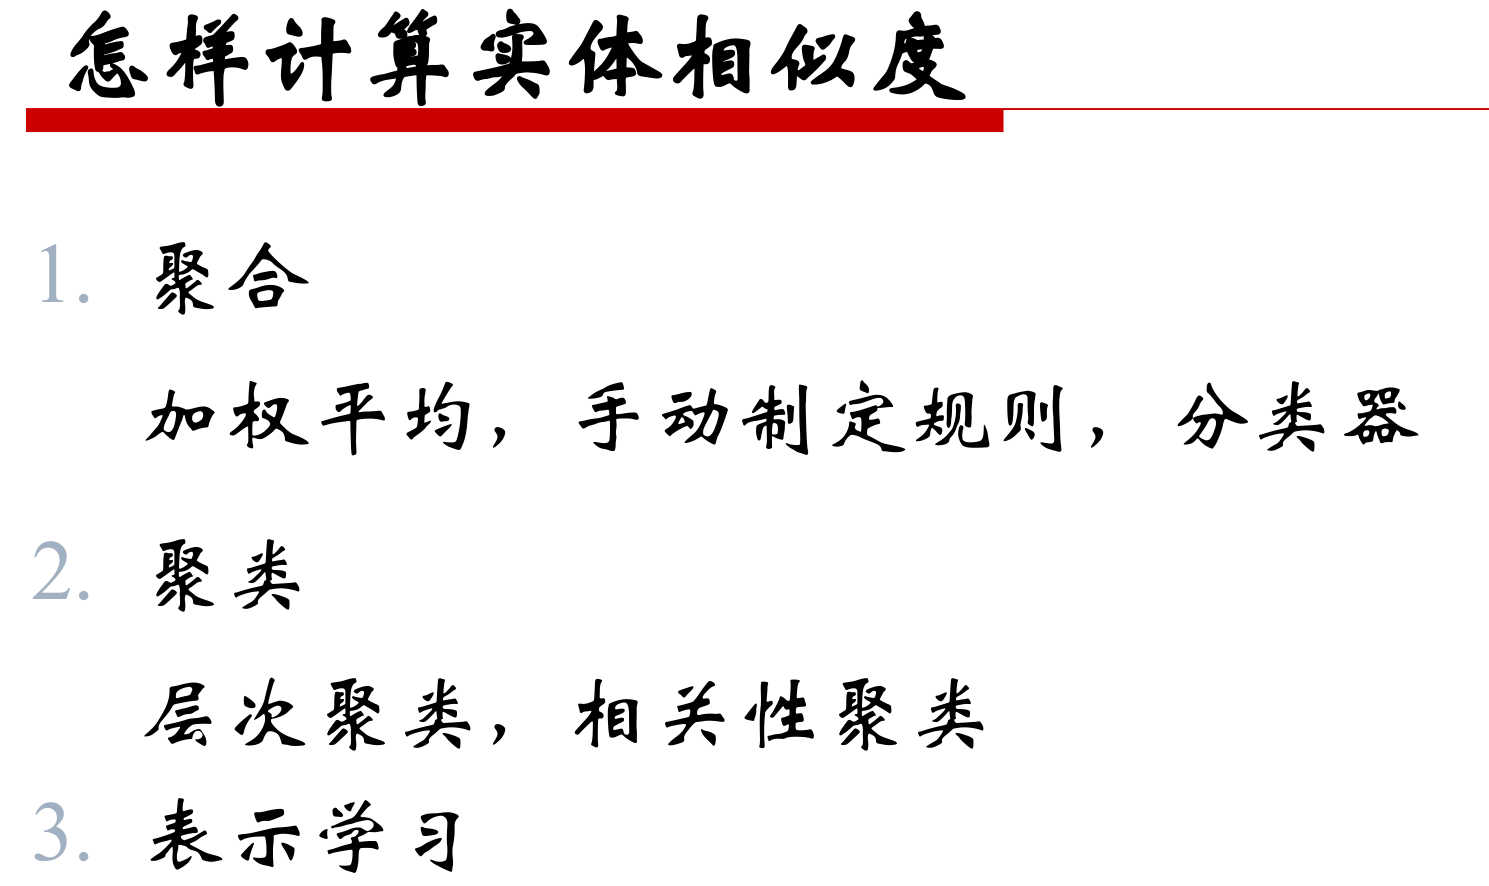 怎样计算实体相似度
1. 聚合
加权平均，手动制定规则，分类器
2. 聚类
层次聚类，相关性聚类
3. 表示学习